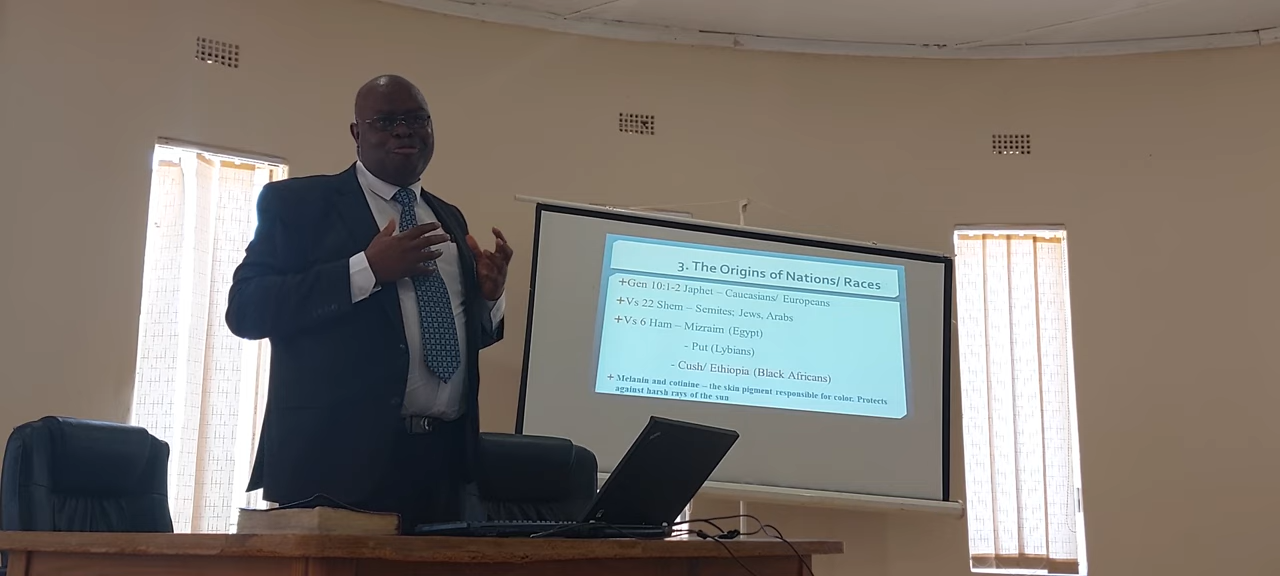 3. The Origins of Nations/ Races
+Gen 10:1-2 Japhet – Caucasians/ Europeans
+Vs 22 Shem – Semites; Jews, Arabs
+Vs 6 Ham – Mizraim (Egypt)
- Put (Lybians)
- Cush/ Ethiopia (Black Africans)
+ Melanin and cotinine – the skin pigment responsible for color. Protects
against harsh rays of the sun